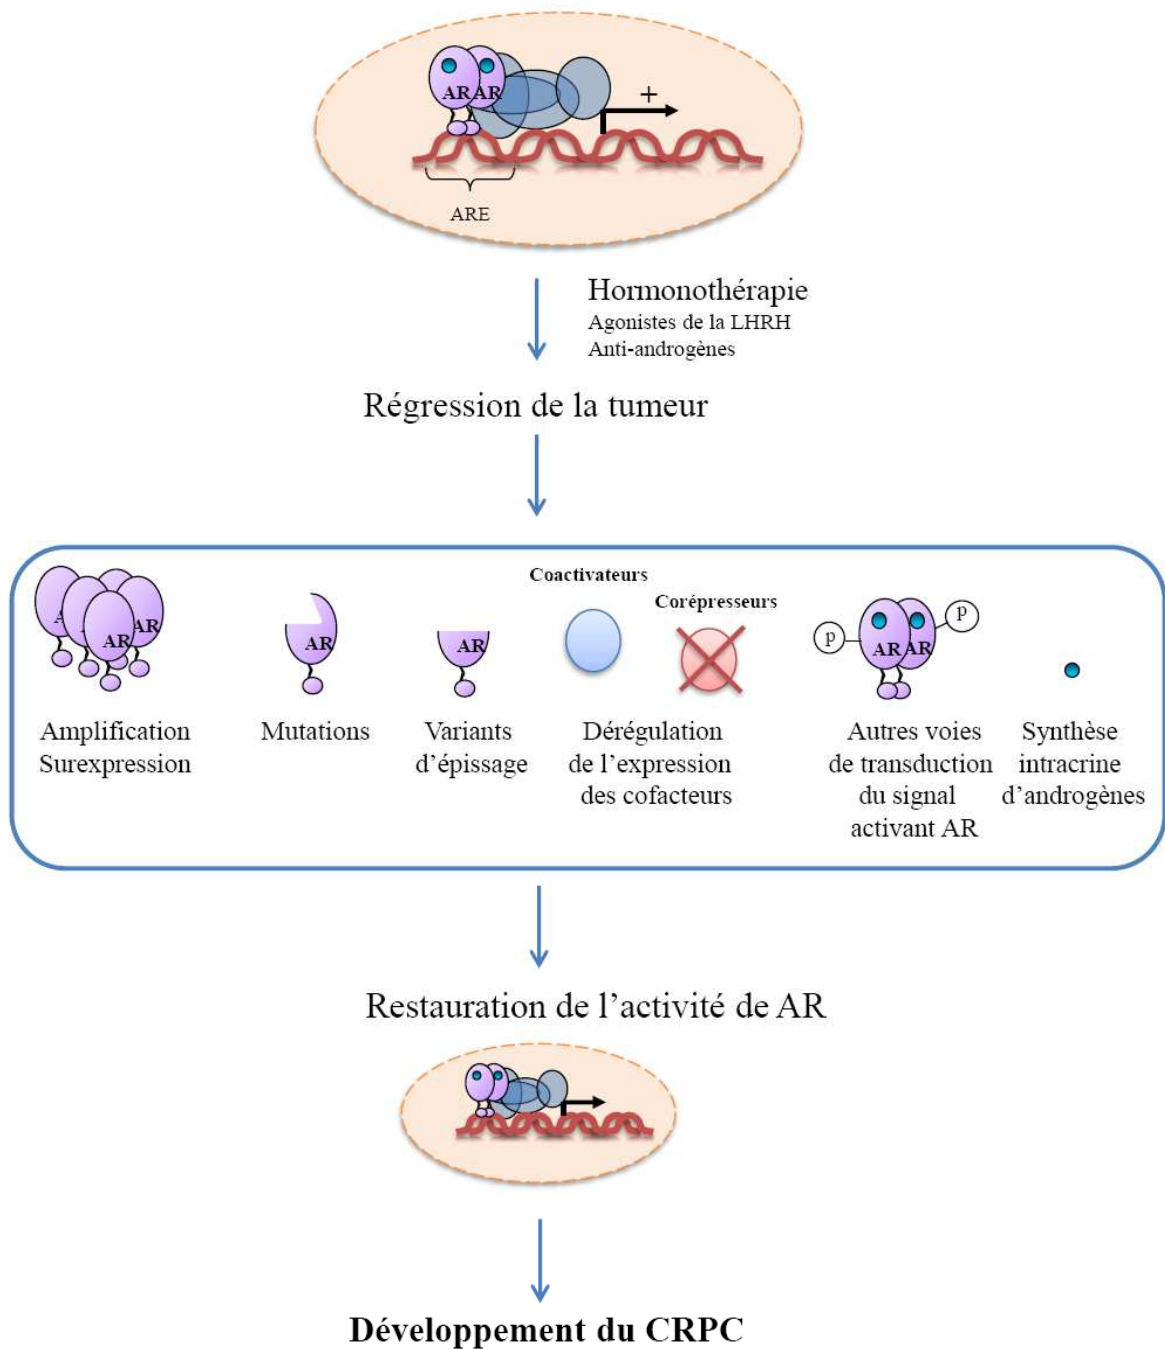 AR AR
+
ARE
Hormonothérapie
Agonistes de la LHRH
Anti-androgènes
Régression de la tumeur
Coactivateurs
Corépresseurs
A AR AR
AR
AR
p AR AR p
Amplification
Surexpression
Mutations
Variants
d’épissage
Dérégulation
de l’expression
des cofacteurs
Autres voies
de transduction
du signal
activant AR
Synthèse
intracrine
d’androgènes
Restauration de l’activité de AR
Développement du CRPC